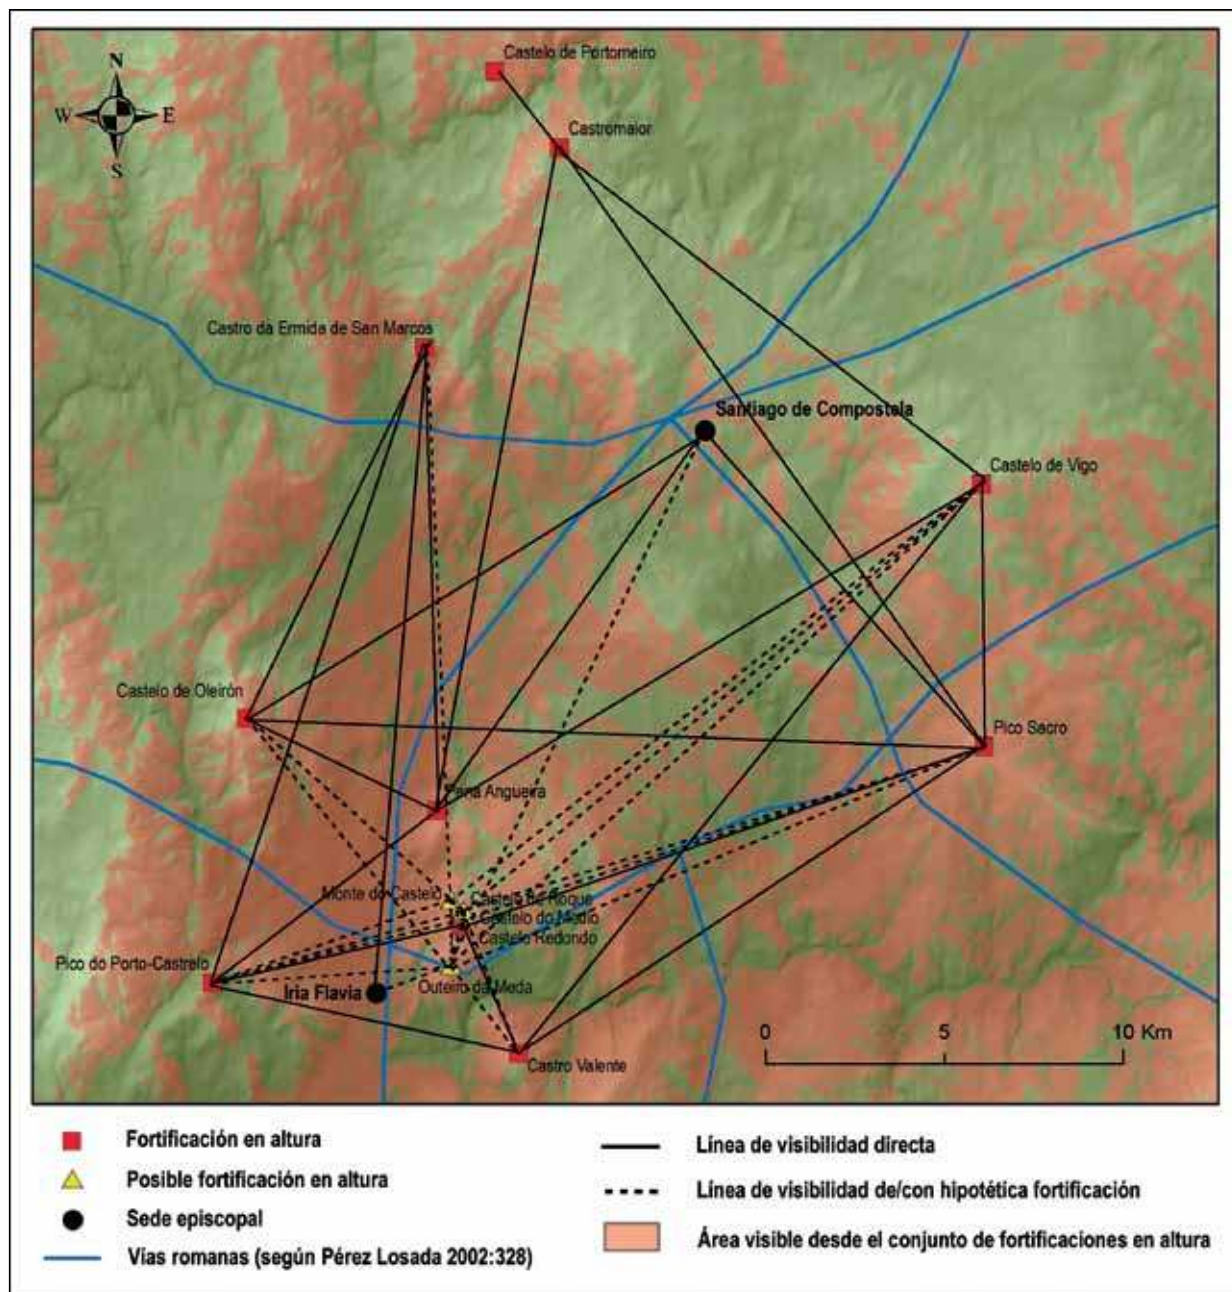 Castelo de Portomeiro
N
W E
S
Castromaior
Castro da Ermida de San Marcos
Santiago de Compostela
Castelo de Vigo
Castelo de Oleirón
Pico Sacro
Pena Angueira
Monte do Castelo
Castelo da Roque
Castelo do Medio
Castelo Redondo
Pico do Porto-Castrelo
Iria Flavia
Outeiro da Meda
Castro Valente
0 5 10 Km
Fortificación en altura
Posible fortificación en altura
Sede episcopal
Vías romanas (según Pérez Losada 2002:328)
Línea de visibilidad directa
Línea de visibilidad de/con hipotética fortificación
Área visible desde el conjunto de fortificaciones en altura